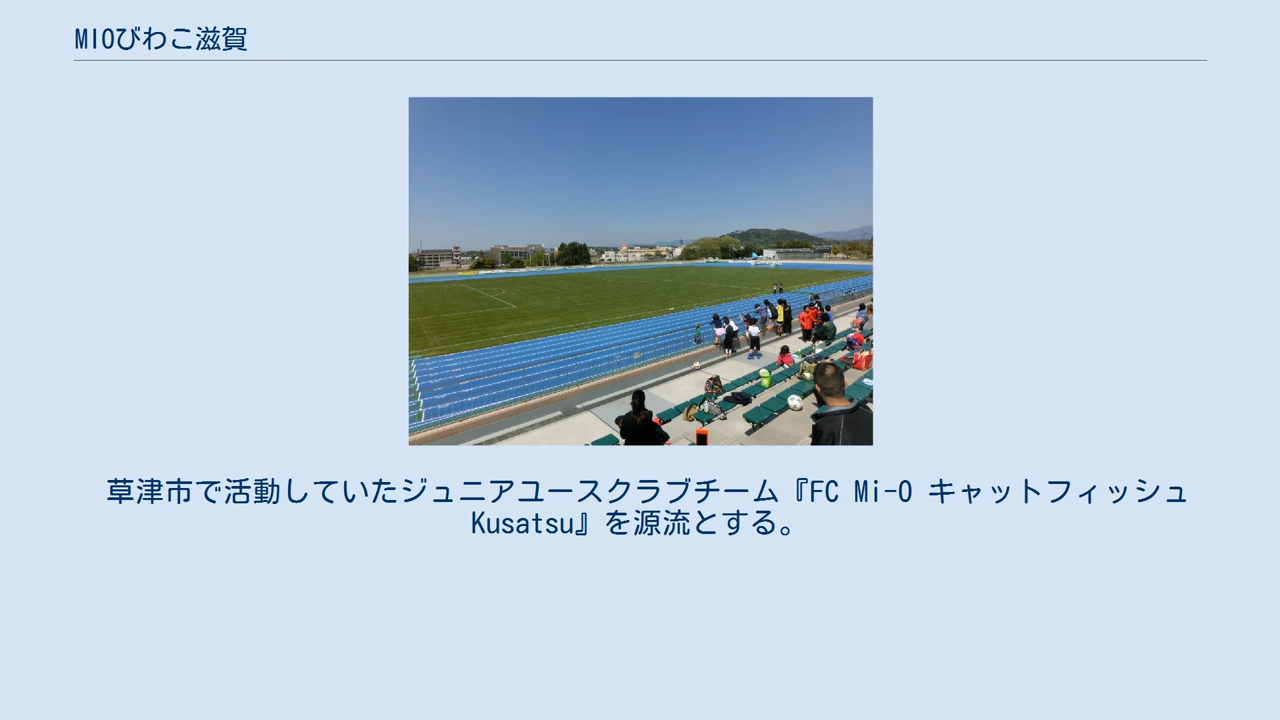 MIOびわこ滋賀
草津市で活動していたジュニアユースクラブチーム『FC Mi-O キャットフィッシュ
Kusatsu』を源流とする。